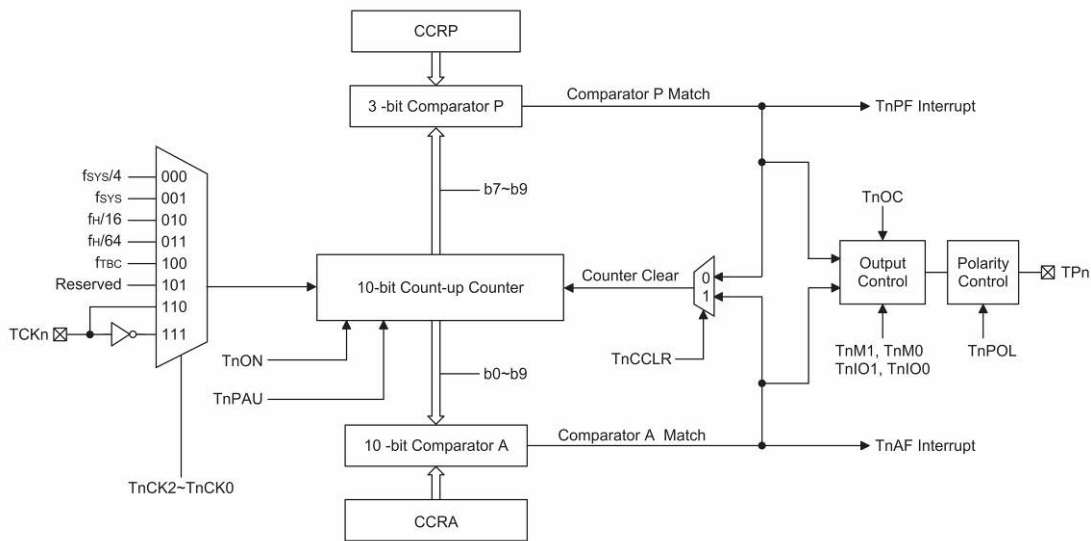 CCRP
3 -bit Comparator P
Comparator P Match
TnPF Interrupt
b7~b9
fSYS/4
000
fSYS
001
fH/16
010
fH/64
011
fTBC
100
Reserved
101
110
TCKn
111
TnCK2~TnCK0
10-bit Count-up Counter
TnON
TnPAU
Counter Clear
0
1
TnCCLR
TnOC
Output
Control
Polarity
Control
TPn
TnM1, TnM0
TnIO1, TnIO0
TnPOL
b0~b9
10 -bit Comparator A
Comparator A Match
TnAF Interrupt
CCRA